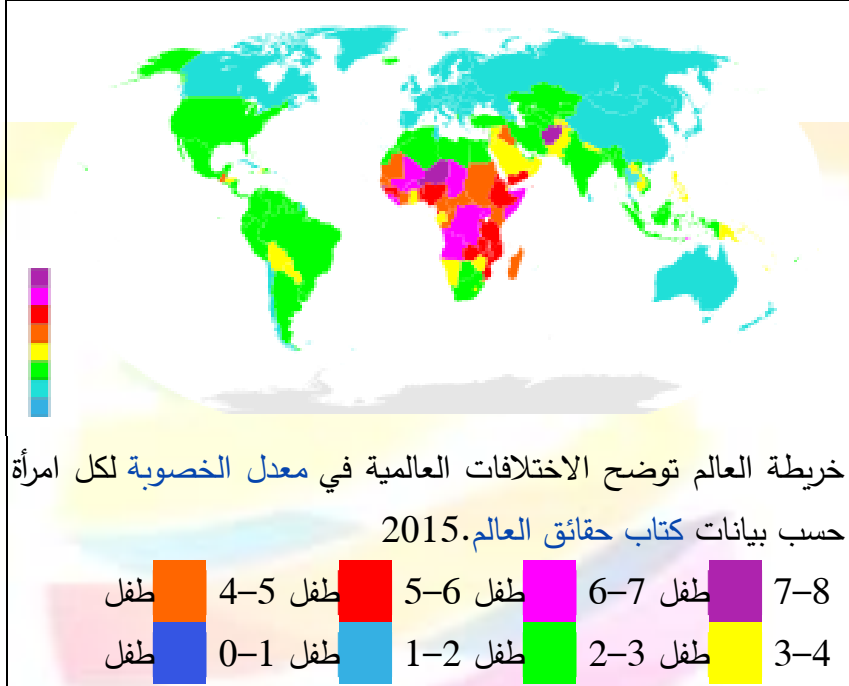 خريطة العالم توضح الاختلافات العالمية في معدل الخصوبة لكل امرأة
حسب بيانات كتاب حقائق العالم.2015
7–8 طفل 6–7 طفل 5–6 طفل 4–5 طفل
3–4 طفل 2–3 طفل 1–2 طفل 0–1 طفل